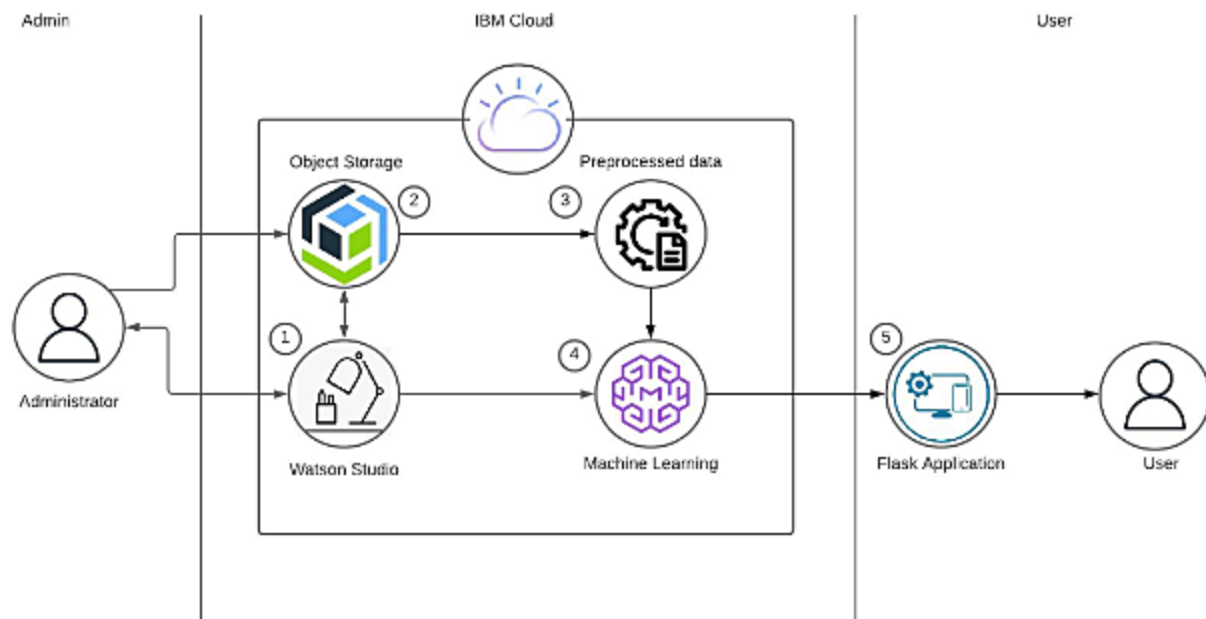 Admin
IBM Cloud
User
Object Storage
Preprocessed data
2
3
1
4
5
M
Administrator
Watson Studio
Machine Learning
Flask Application
User